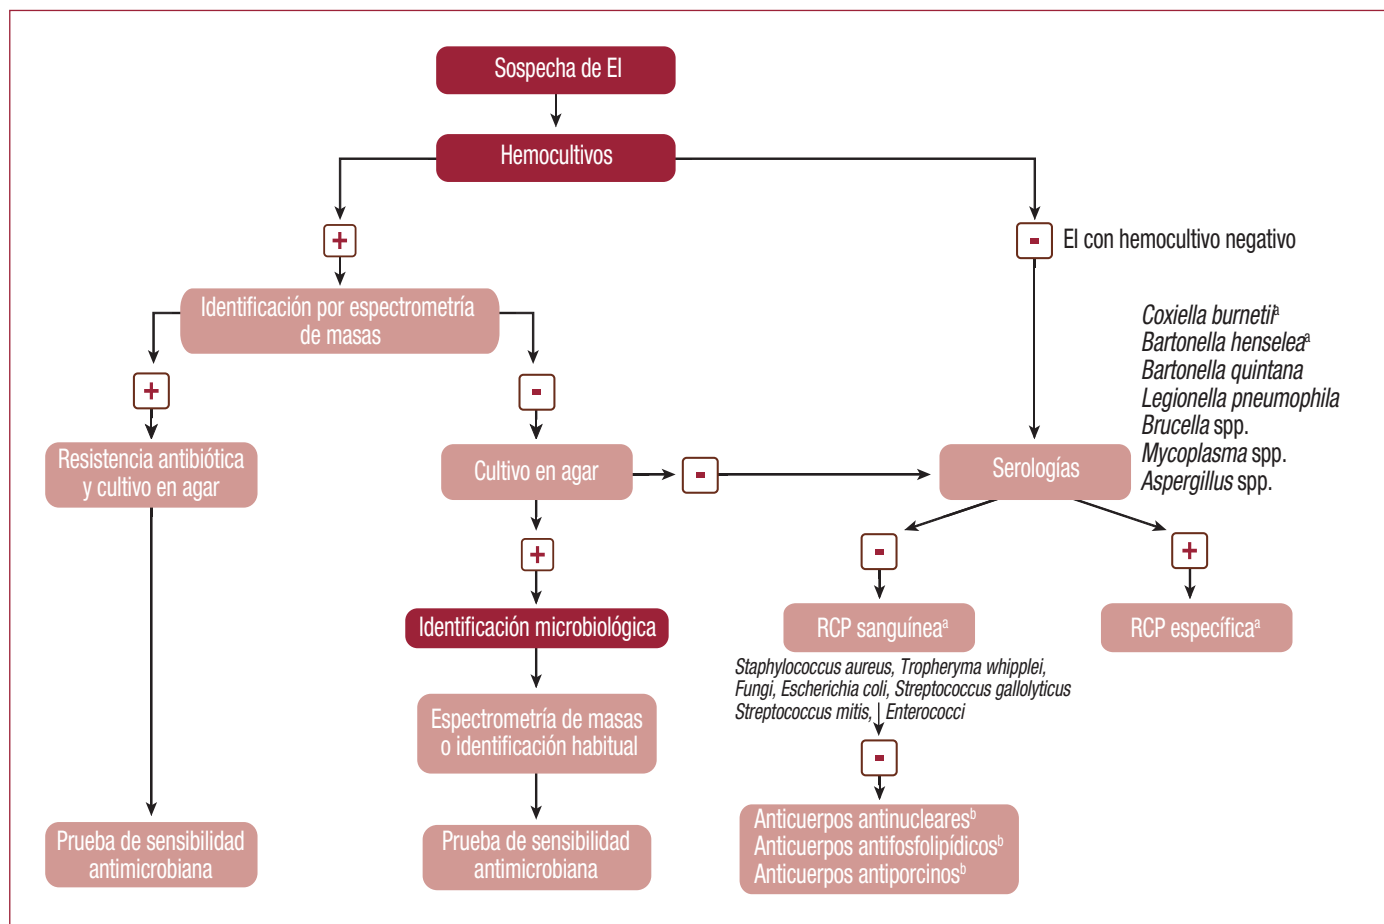 Sospecha de EI
Hemocultivos
+
-
EI con hemocultivo negativo
Identificación por espectrometría
de masas
Coxiella burnetiiª
Bartonella henseleaª
Bartonella quintana
Legionella pneumophila
Brucella spp.
Mycoplasma spp.
Aspergillus spp.
+
-
Resistencia antibiótica
y cultivo en agar
Cultivo en agar
-
Serologías
+
-
+
Identificación microbiológica
RCP sanguíneaª
RCP específicaª
Staphylococcus aureus, Tropheryma whipplei,
Fungi, Escherichia coli, Streptococcus gallolyticus
Streptococcus mitis, Enterococci
Espectrometría de masas
o identificación habitual
-
Prueba de sensibilidad
antimicrobiana
Prueba de sensibilidad
antimicrobiana
Anticuerpos antinuclearesᵇ
Anticuerpos antifosfolipídicosᵇ
Anticuerpos antiporcinosᵇ